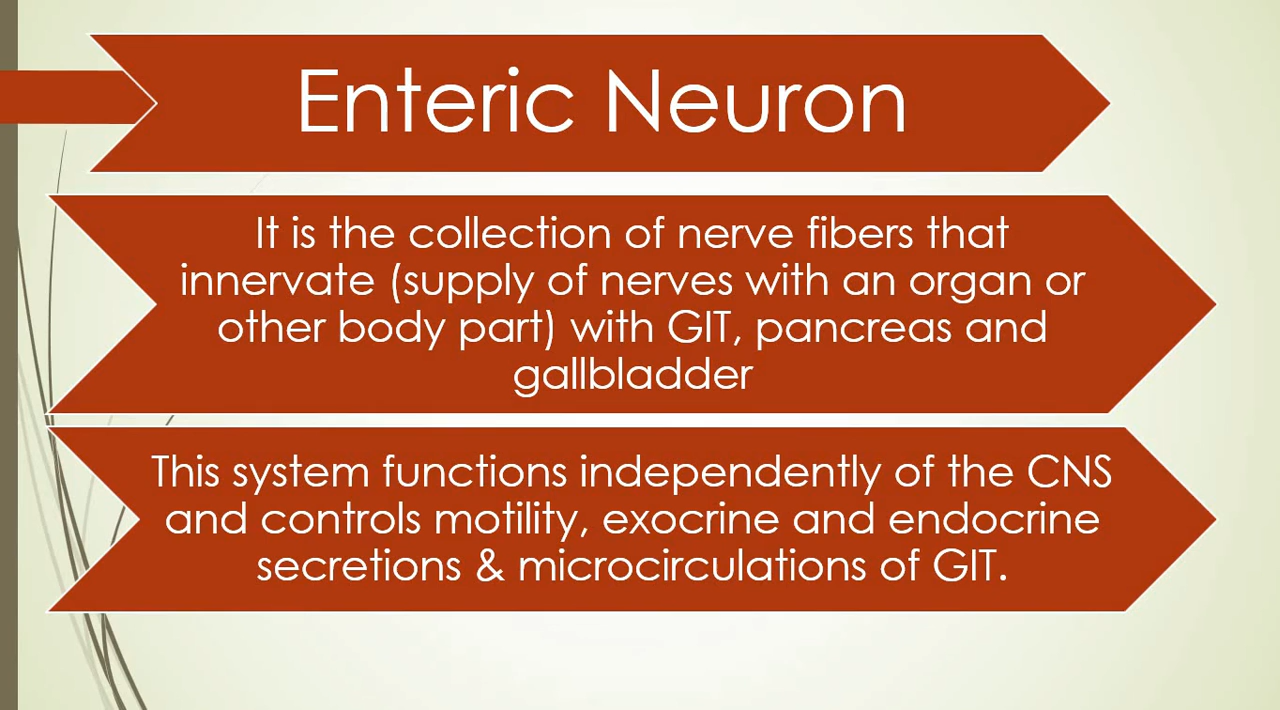 Enteric Neuron
It is the collection of nerve fibers that
innervate (supply of nerves with an organ or
other body part) with GIT, pancreas and
gallbladder
This system functions independently of the CNS
and controls motility, exocrine and endocrine
secretions & microcirculations of GIT.